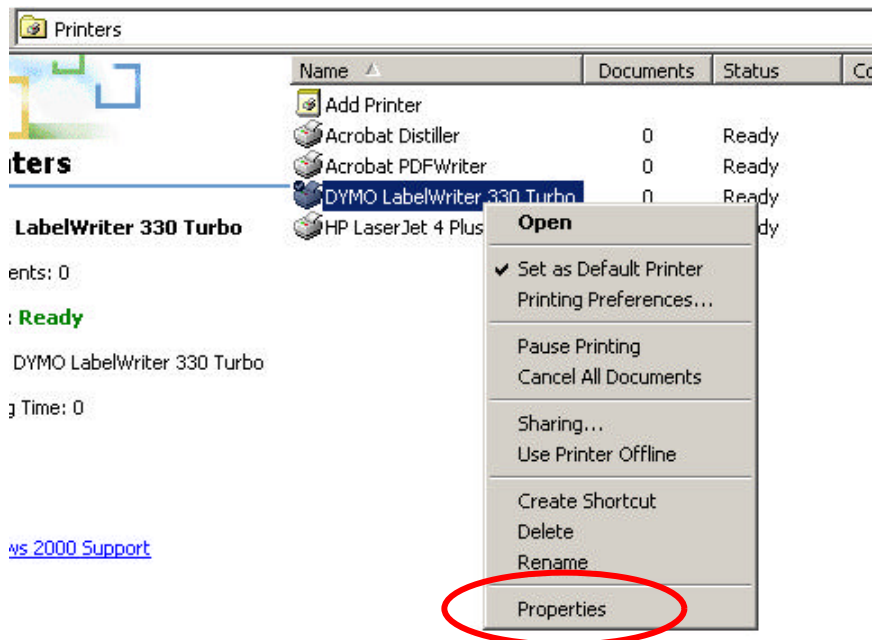 Printers
Name Documents Status Co
Add Printer
Acrobat Distiller 0 Ready
Acrobat PDFWriter 0 Ready
DYMO LabelWriter 330 Turbo 0 Ready
HP LaserJet 4 Plus dy
ters
LabelWriter 330 Turbo
ents: 0
: Ready
DYMO LabelWriter 330 Turbo
g Time: 0
ws 2000 Support
Open
Set as Default Printer
Printing Preferences...
Pause Printing
Cancel All Documents
Sharing...
Use Printer Offline
Create Shortcut
Delete
Rename
Properties